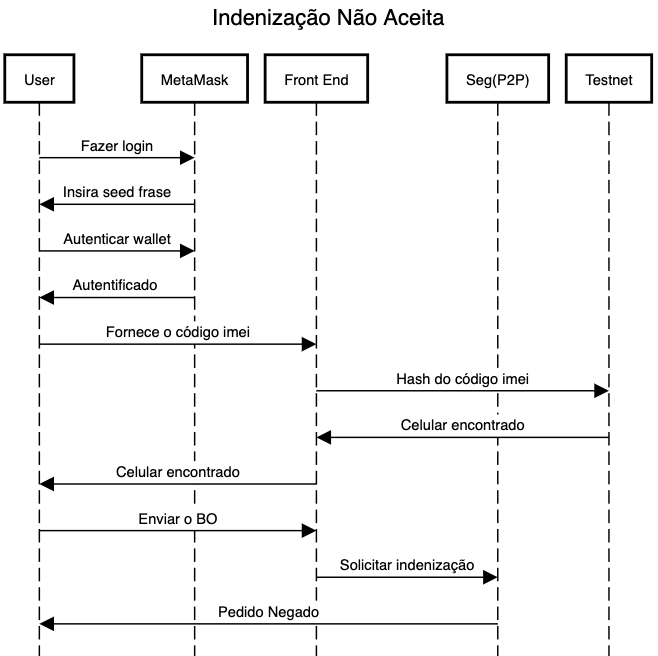 Indenização Não Aceita
User
MetaMask
Front End
Seg(P2P)
Testnet
Fazer login
Insira seed frase
Autenticar wallet
Autentificado
Fornece o código imei
Hash do código imei
Celular encontrado
Celular encontrado
Enviar o BO
Solicitar indenização
Pedido Negado